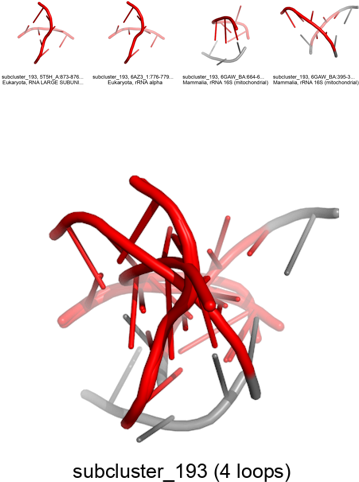 subcluster_193, 5T5H_A:873-876...
Eukaryota, RNA LARGE SUBUNI...
subcluster_193, 6AZ3_1:776-779...
Eukaryota, rRNA alpha
subcluster_193, 6GAW_BA:664-6...
Mammalia, rRNA 16S (mitochondrial)
subcluster_193, 6GAW_BA:395-3...
Mammalia, rRNA 16S (mitochondrial)
subcluster_193 (4 loops)